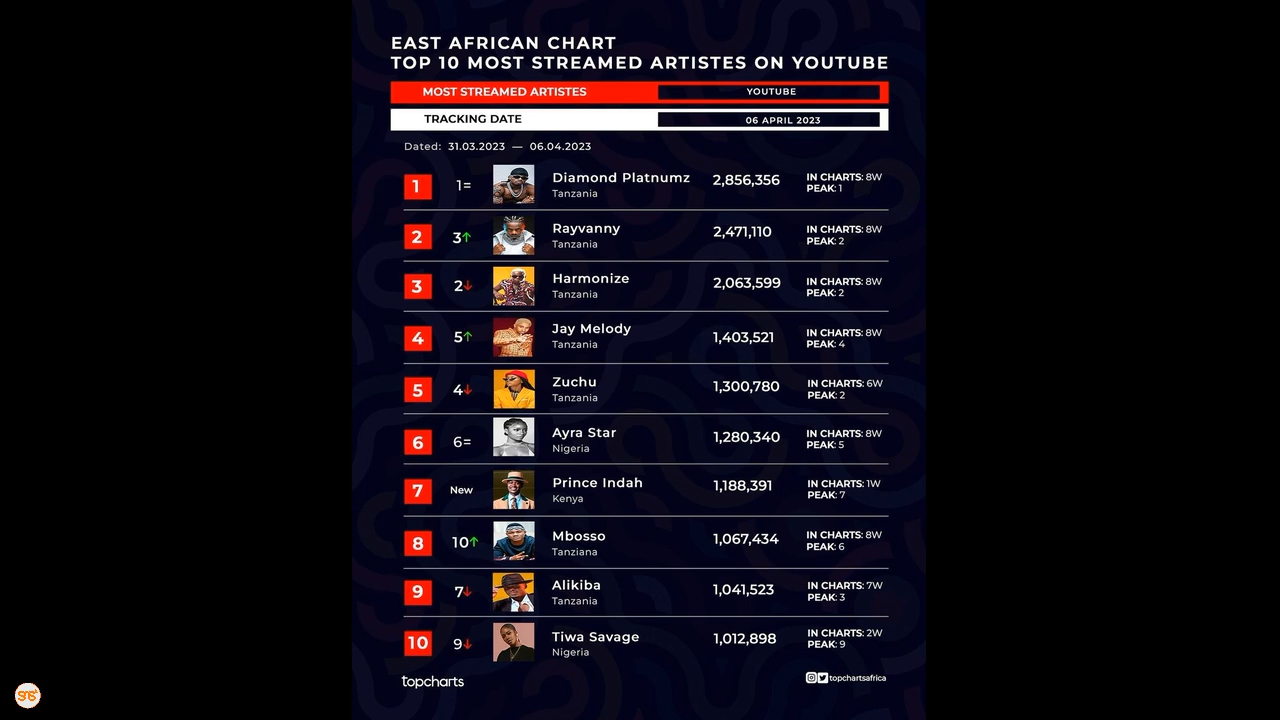 EAST AFRICAN CHART
TOP 10 MOST STREAMED ARTISTES ON YOUTUBE
MOST STREAMED ARTISTES YOUTUBE
TRACKING DATE 06 APRIL 2023
Dated: 31.03.2023 — 06.04.2023
1 1= Diamond Platnumz 2,856,356 IN CHARTS: 8W
Tanzania PEAK: 1
2 3↑ Rayvanny 2,471,110 IN CHARTS: 8W
Tanzania PEAK: 2
3 2↓ Harmonize 2,063,599 IN CHARTS: 8W
Tanzania PEAK: 2
4 5↑ Jay Melody 1,403,521 IN CHARTS: 8W
Tanzania PEAK: 4
5 4↓ Zuchu 1,300,780 IN CHARTS: 6W
Tanzania PEAK: 2
6 6= Ayra Star 1,280,340 IN CHARTS: 8W
Nigeria PEAK: 5
7 New Prince Indah 1,188,391 IN CHARTS: 1W
Kenya PEAK: 7
8 10↑ Mbosso 1,067,434 IN CHARTS: 8W
Tanziana PEAK: 6
9 7↓ Alikiba 1,041,523 IN CHARTS: 7W
Tanzania PEAK: 3
10 9↓ Tiwa Savage 1,012,898 IN CHARTS: 2W
Nigeria PEAK: 9
topcharts topchartsafrica